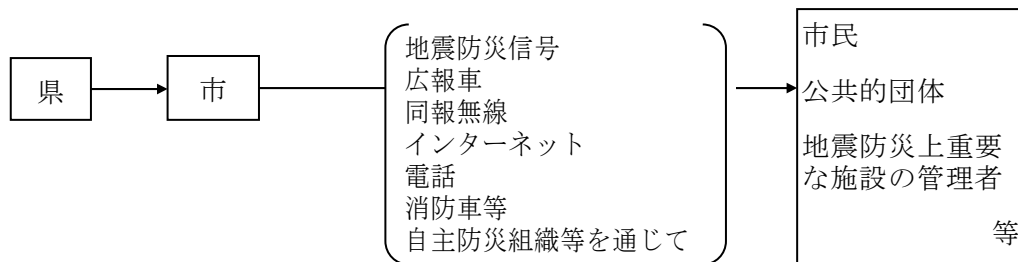 県
市
地震防災信号
広報車
同報無線
インターネット
電話
消防車等
自主防災組織等を通じて
市民
公共的団体
地震防災上重要
な施設の管理者
等